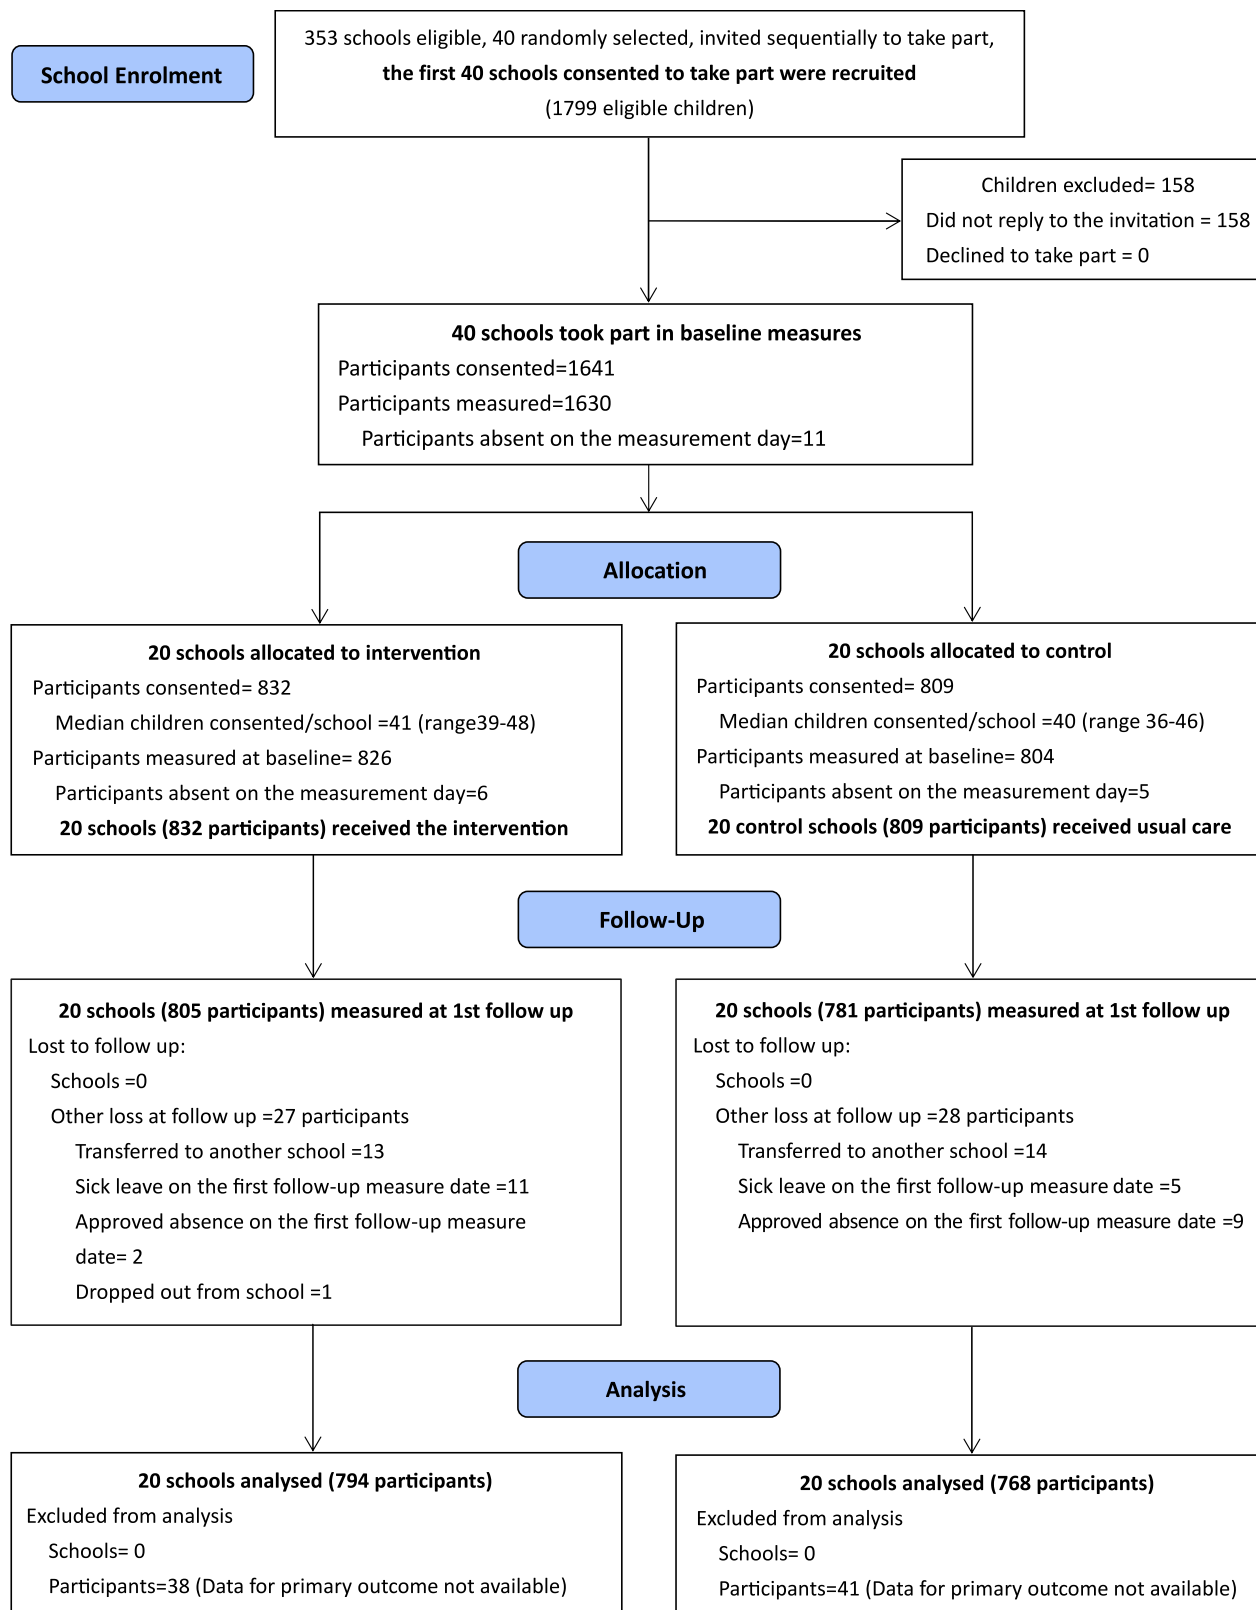 School Enrolment
353 schools eligible, 40 randomly selected, invited sequentially to take part,
the first 40 schools consented to take part were recruited
(1799 eligible children)
Children excluded= 158
Did not reply to the invitation = 158
Declined to take part = 0
40 schools took part in baseline measures
Participants consented=1641
Participants measured=1630
Participants absent on the measurement day=11
Allocation
20 schools allocated to intervention
Participants consented= 832
Median children consented/school =41 (range39-48)
Participants measured at baseline= 826
Participants absent on the measurement day=6
20 schools (832 participants) received the intervention
20 schools allocated to control
Participants consented= 809
Median children consented/school =40 (range 36-46)
Participants measured at baseline= 804
Participants absent on the measurement day=5
20 control schools (809 participants) received usual care
Follow-Up
20 schools (805 participants) measured at 1st follow up
Lost to follow up:
Schools =0
Other loss at follow up =27 participants
Transferred to another school =13
Sick leave on the first follow-up measure date =11
Approved absence on the first follow-up measure
date= 2
Dropped out from school =1
20 schools (781 participants) measured at 1st follow up
Lost to follow up:
Schools =0
Other loss at follow up =28 participants
Transferred to another school =14
Sick leave on the first follow-up measure date =5
Approved absence on the first follow-up measure date =9
Analysis
20 schools analysed (794 participants)
Excluded from analysis
Schools= 0
Participants=38 (Data for primary outcome not available)
20 schools analysed (768 participants)
Excluded from analysis
Schools= 0
Participants=41 (Data for primary outcome not available)